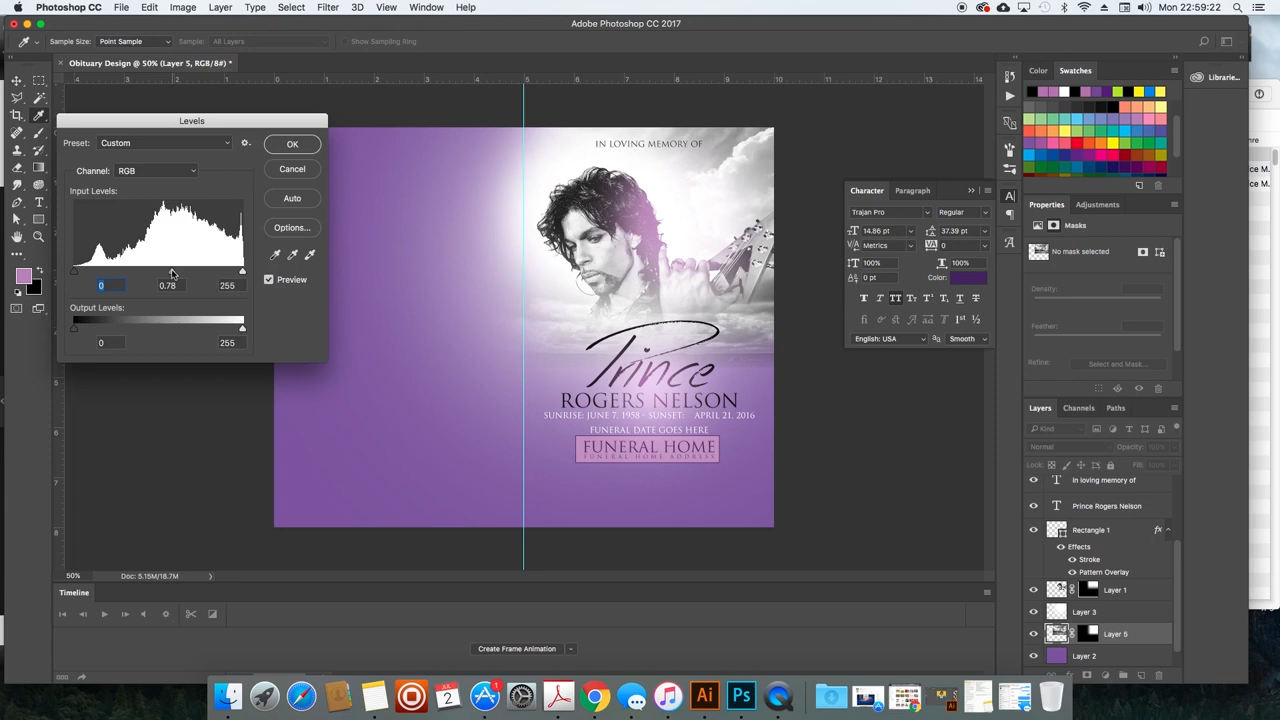 Photoshop CC File Edit Image Layer Type Select Filter 3D View Window Help Mon 22:59:22
Adobe Photoshop CC 2017
Sample Size: Point Sample Sample: All Layers Show Sampling Ring
Obituary Design @ 50% (Layer 5, RGB/8#) *
Levels
Preset: Custom
OK
Channel: RGB
Cancel
Input Levels:
Auto
Options...
0 0.78 255
Preview
Output Levels:
0 255
IN LOVING MEMORY OF
Prince
ROGERS NELSON
SUNRISE: JUNE 7, 1958 - SUNSET: APRIL 21, 2016
FUNERAL DATE GOES HERE
FUNERAL HOME
FUNERAL HOME ADDRESS
Character Paragraph
Trajan Pro Regular
14.86 pt 37.39 pt
Metrics 0
100% 100%
0 pt Color:
English: USA Smooth
Color Swatches
Librarie...
Properties Adjustments
Masks
No mask selected
Density:
Feather:
Refine: Select and Mask...
Layers Channels Paths
Kind
Normal Opacity: 100%
Lock: Fill: 100%
in loving memory of
Prince Rogers Nelson
Rectangle 1 fx
Effects
Stroke
Pattern Overlay
Layer 1
Layer 3
Layer 5
Layer 2
50% Doc: 5.15M/18.7M
Timeline
Create Frame Animation